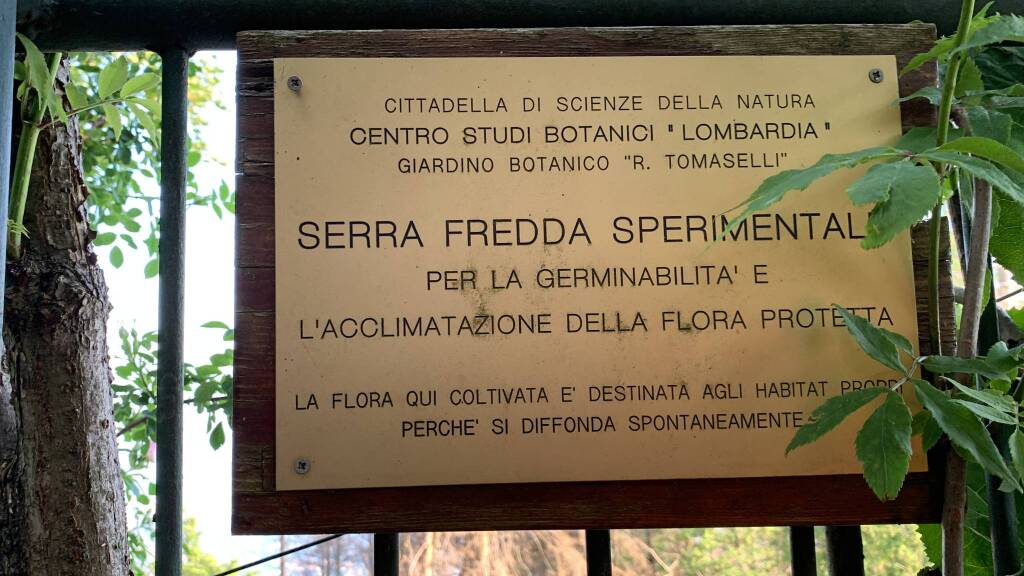 CITTADELLA DI SCIENZE DELLA NATURA
CENTRO STUDI BOTANICI "LOMBARDIA"
GIARDINO BOTANICO "R. TOMASELLI"
SERRA FREDDA SPERIMENTAL
PER LA GERMINABILITA' E
L'ACCLIMATAZIONE DELLA FLORA PROTETTA
LA FLORA QUI COLTIVATA E' DESTINATA AGLI HABITAT
PERCHE' SI DIFFONDA SPONTANEAMENTE